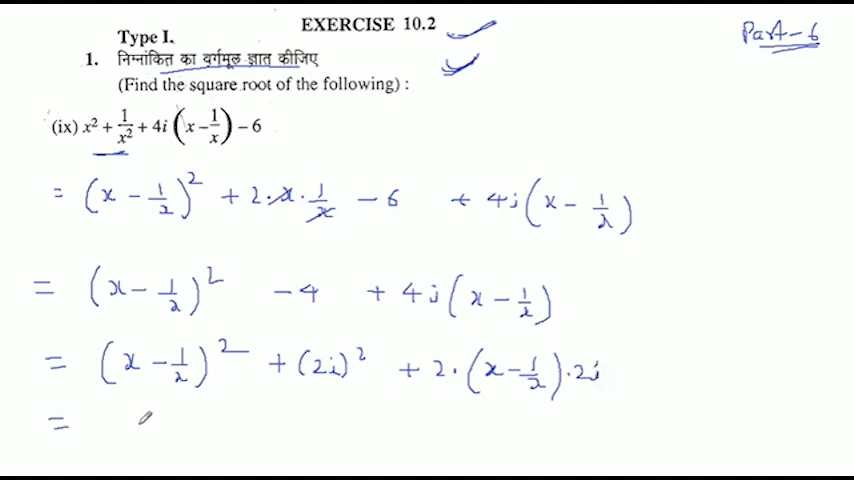 EXERCISE 10.2
Part-6
Type I.
1. निम्नांकित का वर्गमूल ज्ञात कीजिए
(Find the square root of the following) :
(ix) x² + 1/x² + 4i (x − 1/x) − 6
= (x − 1/x)² + 2·x·1/x − 6 + 4i(x − 1/x)
= (x − 1/x)² − 4 + 4i(x − 1/x)
= (x − 1/x)² + (2i)² + 2·(x − 1/x)·2i
=